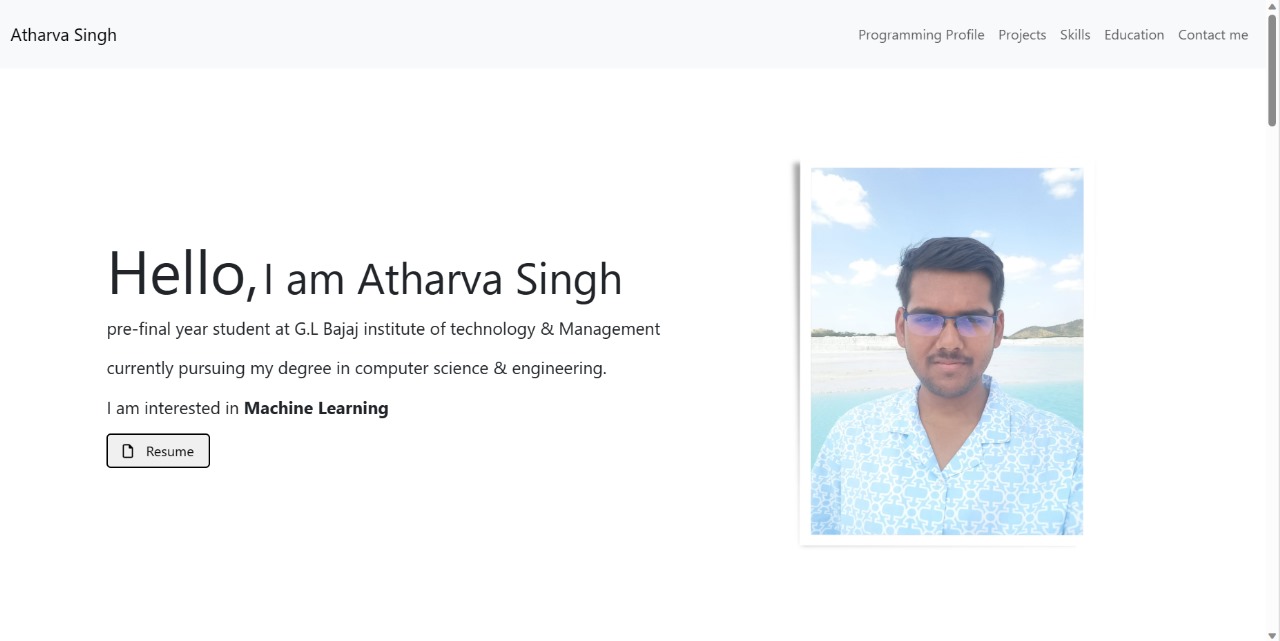 Atharva Singh
Programming Profile Projects Skills Education Contact me
Hello, I am Atharva Singh
pre-final year student at G.L Bajaj institute of technology & Management
currently pursuing my degree in computer science & engineering.
I am interested in Machine Learning
Resume